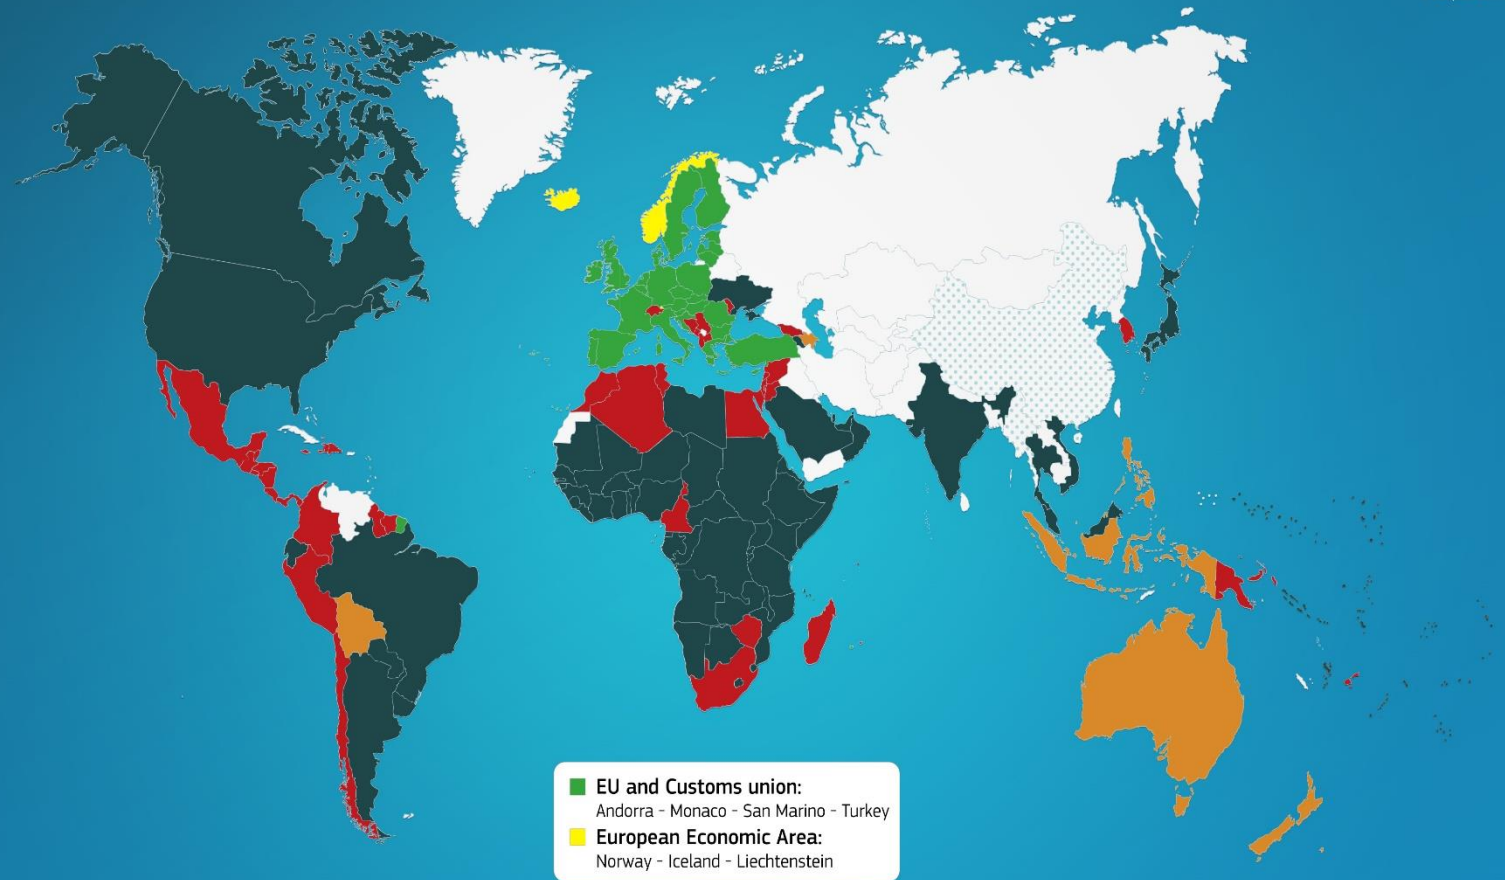 EU and Customs union:
Andorra - Monaco - San Marino - Turkey
European Economic Area:
Norway - Iceland - Liechtenstein